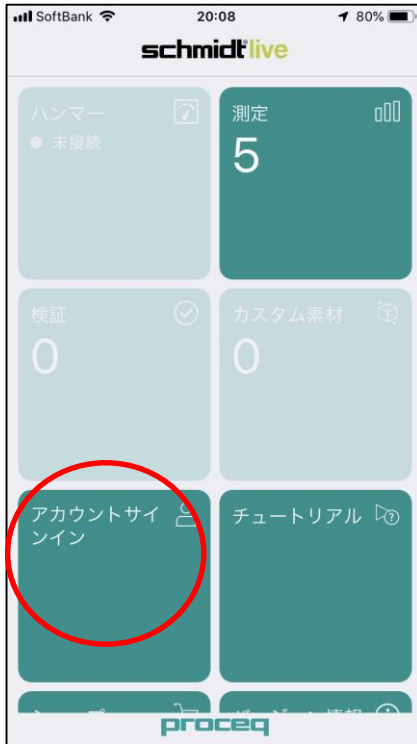 SoftBank 20:08 80%
schmidt live
ハンマー
未接続
測定
5
検証
0
カスタム素材
0
アカウントサイ
ンイン
チュートリアル
proceq